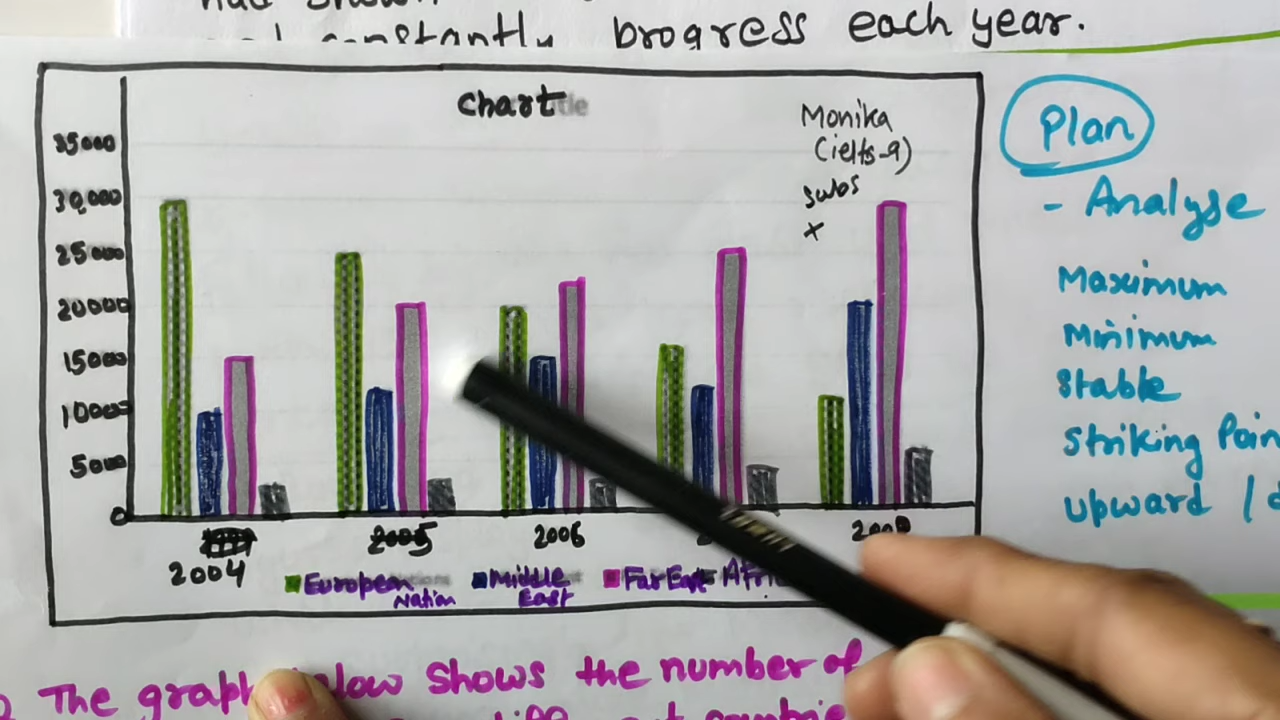 constantly progress each year.
Chart
Monika
(ielts-9)
subs
+
35000
30,000
25000
20000
15000
10000
5000
0
2004
2005
2006
European
Nation
Middle
East
Far East
Plan
- Analyse
Maximum
Minimum
Stable
Striking Poin
upward /
The graph shows the number of